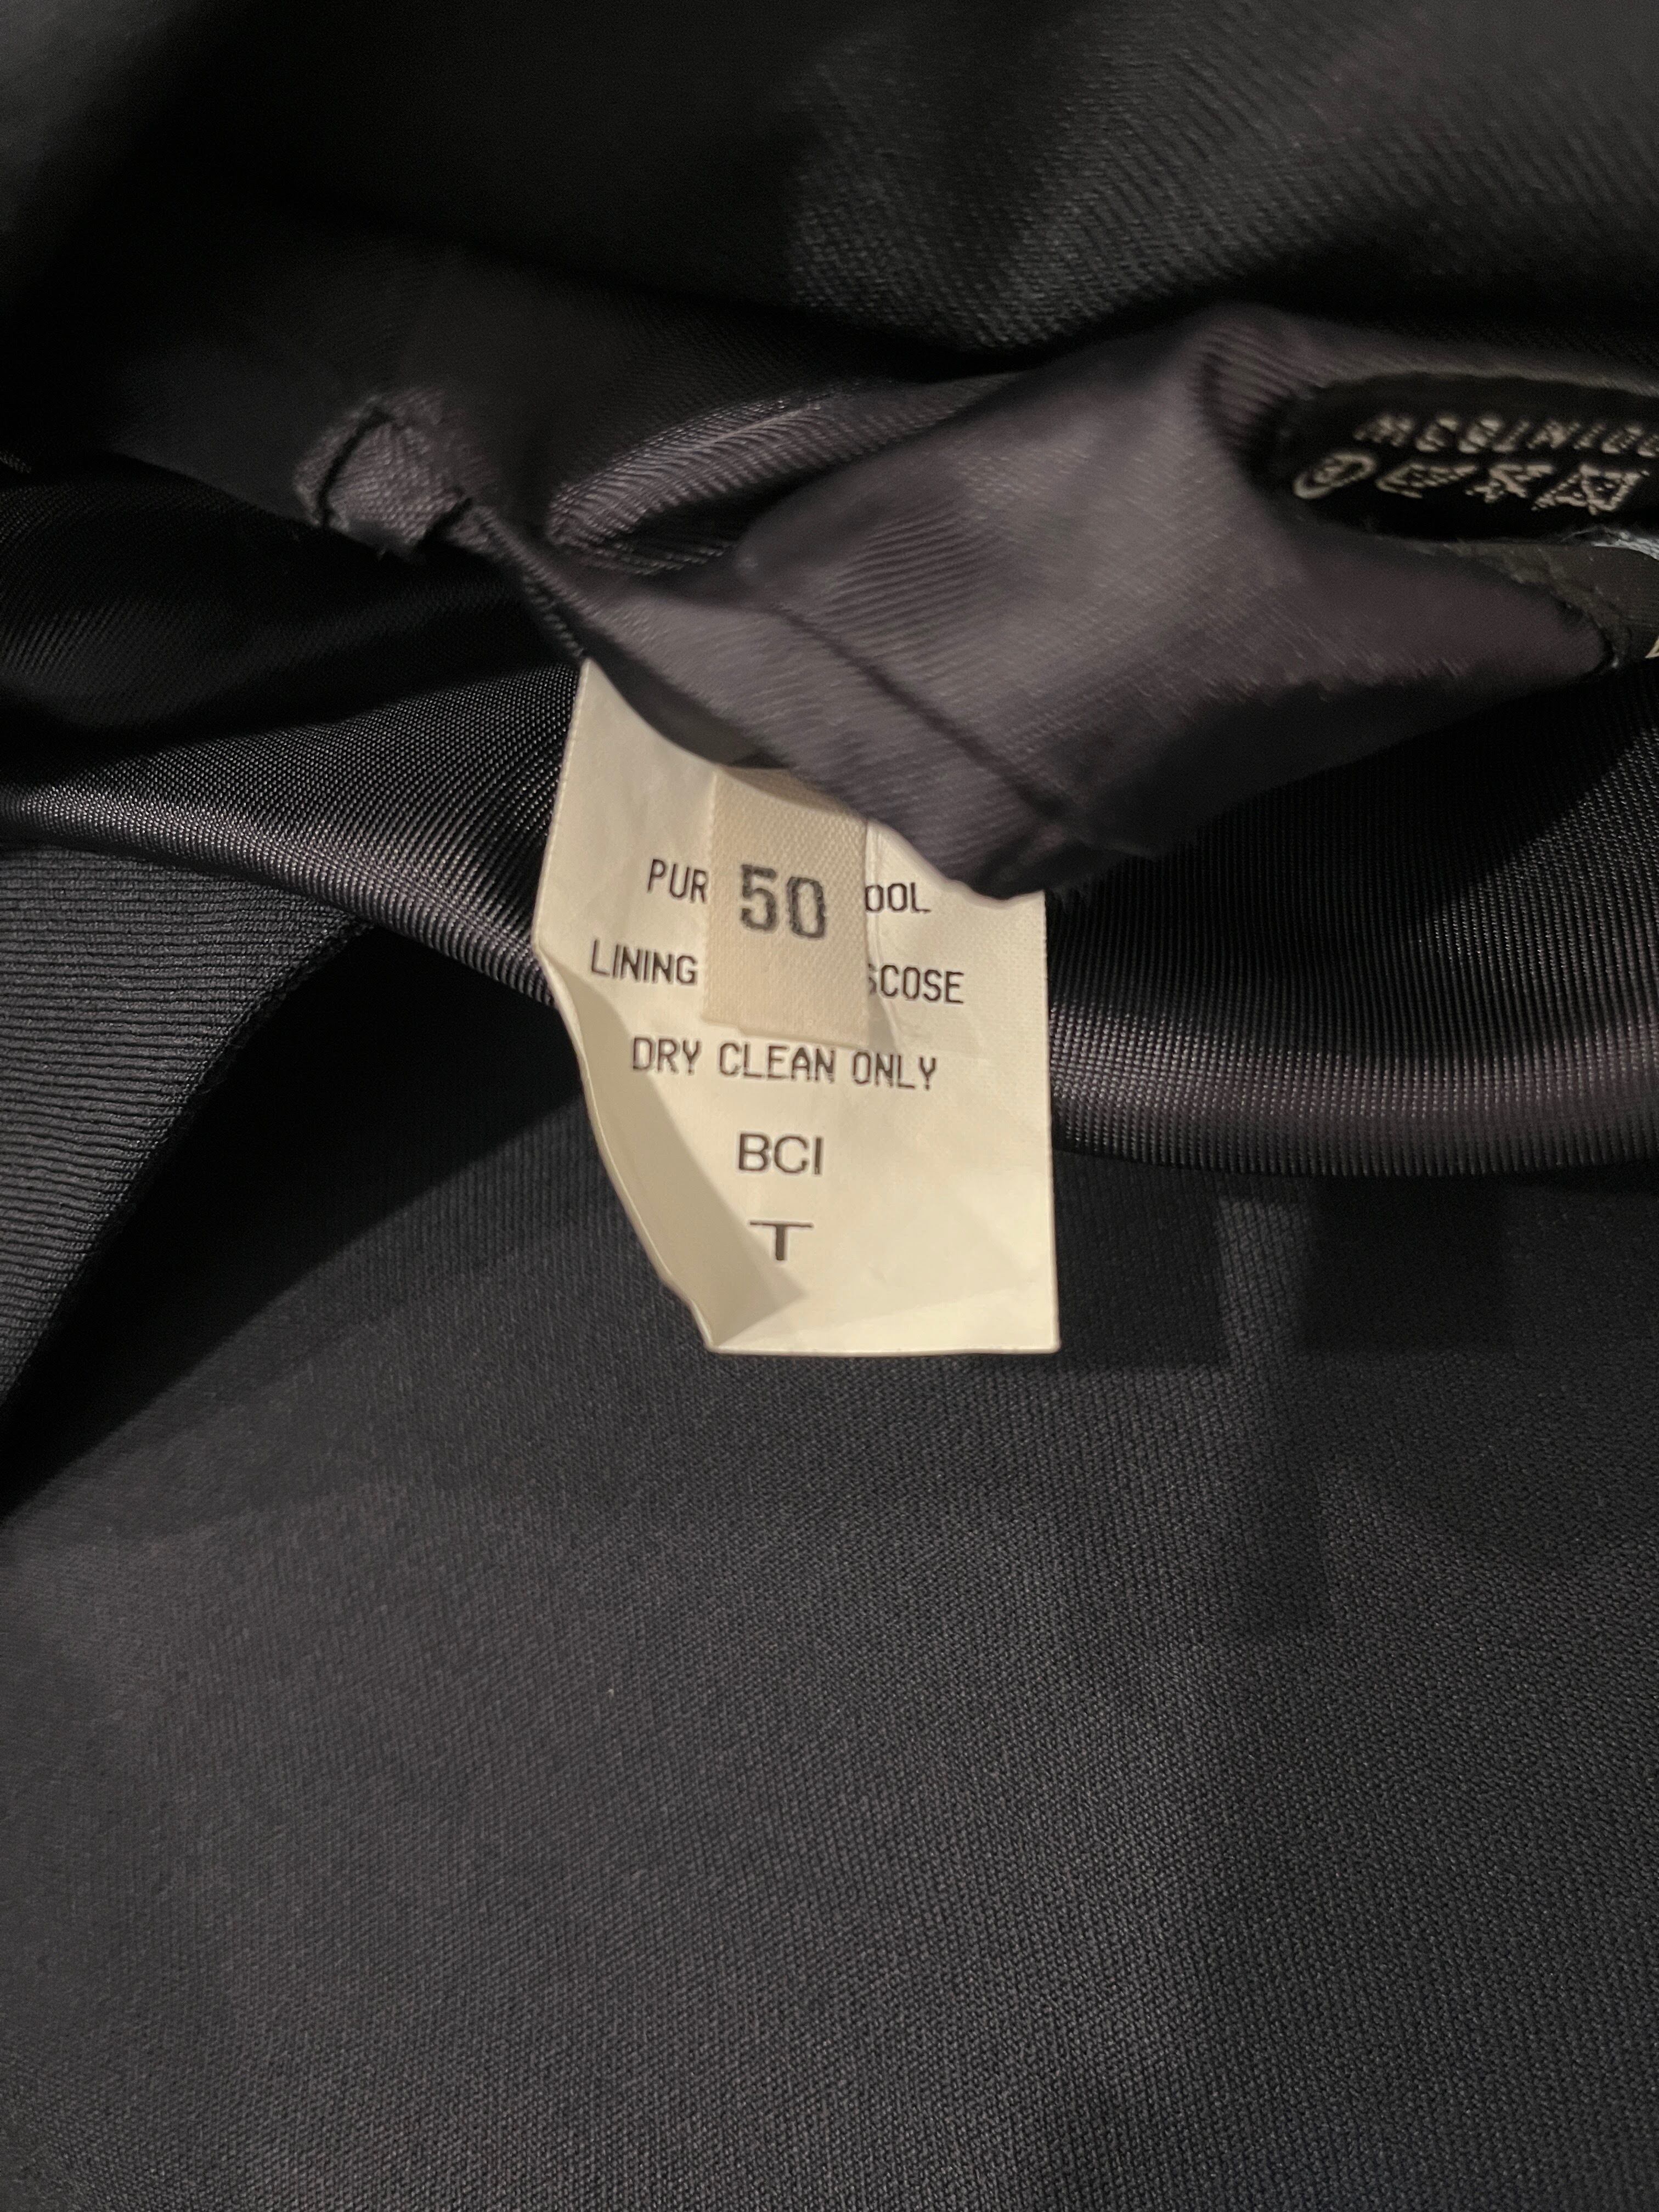 50
PUR OOL
LINING SCOSE
DRY CLEAN ONLY
BCI
T